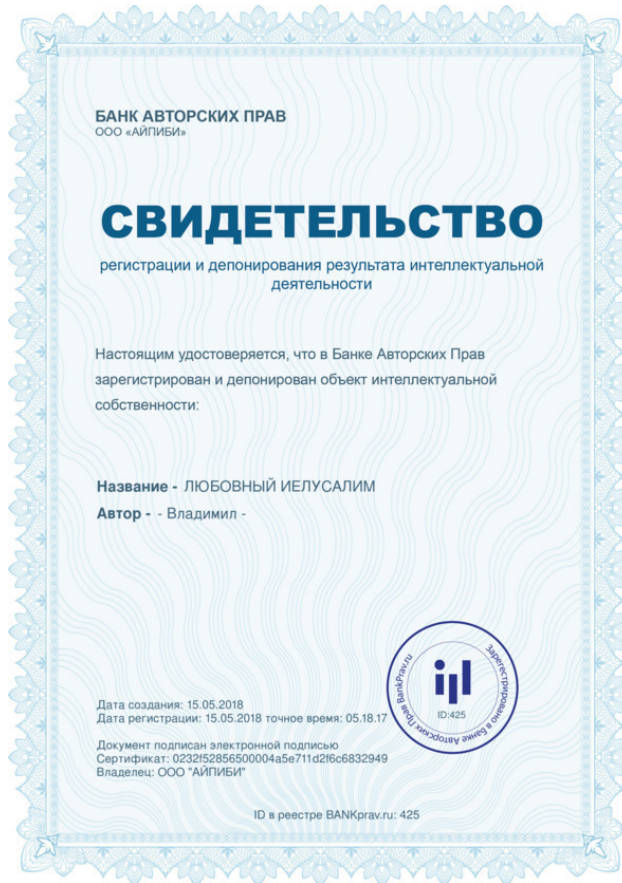 БАНК АВТОРСКИХ ПРАВ
ООО «АЙПИБИ»
СВИДЕТЕЛЬСТВО
регистрации и депонирования результата интеллектуальной
деятельности
Настоящим удостоверяется, что в Банке Авторских Прав
зарегистрирован и депонирован объект интеллектуальной
собственности:
Название - ЛЮБОВНЫЙ ИЕЛУСАЛИМ
Автор - - Владимил -
Зарегестрировано в Банке Авторских Прав BankPrav.ru
ID:425
Дата создания: 15.05.2018
Дата регистрации: 15.05.2018 точное время: 05.18.17
Документ подписан электронной подписью
Сертификат: 0232f52856500004a5e711d2f6c6832949
Владелец: ООО "АЙПИБИ"
ID в реестре BANKprav.ru: 425